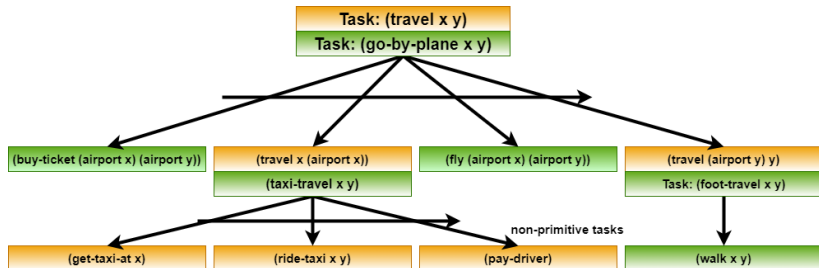 Task: (travel x y)
Task: (go-by-plane x y)
(buy-ticket (airport x) (airport y))
(travel x (airport x))
(fly (airport x) (airport y))
(travel (airport y) y)
(taxi-travel x y)
Task: (foot-travel x y)
non-primitive tasks
(get-taxi-at x)
(ride-taxi x y)
(pay-driver)
(walk x y)